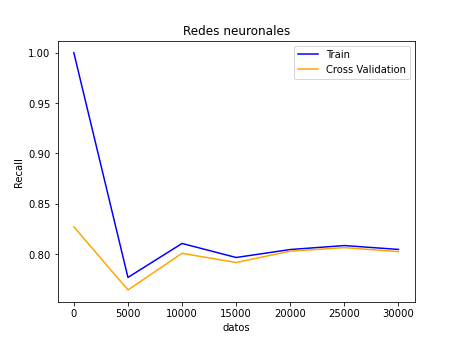 Redes neuronales
Train
Cross Validation
1.00
0.95
0.90
0.85
0.80
Recall
0 5000 10000 15000 20000 25000 30000
datos